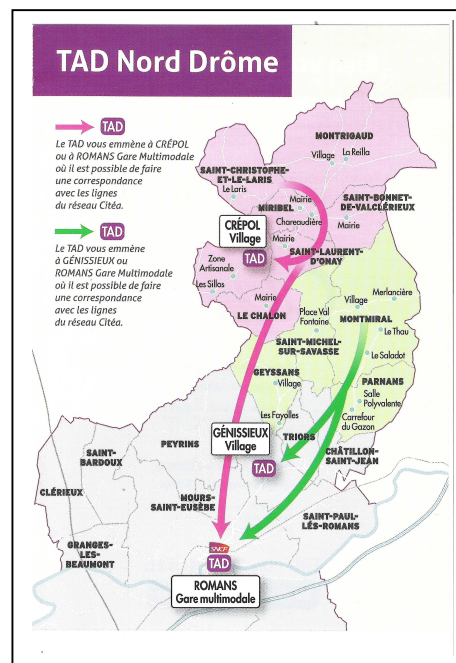 TAD Nord Drôme
TAD
Le TAD vous emmène à CRÉPOL
ou à ROMANS Gare Multimodale
où il est possible de faire
une correspondance
avec les lignes
du réseau Citéa.
TAD
Le TAD vous emmène
à GÉNISSIEUX ou
ROMANS Gare Multimodale
où il est possible de faire
une correspondance
avec les lignes
du réseau Citéa.
MONTRIGAUD
Village
La Reilla
SAINT-CHRISTOPHE-
ET-LE-LARIS
Le Laris
SAINT-BONNET-
DE-VALCLÉRIEUX
Mairie
Mairie
MIRIBEL
Chareaudière
CRÉPOL
Village
TAD
Mairie
SAINT-LAURENT-
D'ONAY
Zone
Artisanale
Les Sillos
Mairie
LE CHALON
Merlancière
Village
MONTMIRAL
Place Val
Fontaine
Le Thau
SAINT-MICHEL-
SUR-SAVASSE
Le Saladot
GEYSSANS
Village
PARNANS
Salle
Polyvalente
Carrefour
du Gazon
Les Fayolles
GÉNISSIEUX
Village
TAD
TRIORS
PEYRINS
SAINT-
BARDOUX
CHÂTILLON-
SAINT-JEAN
CLÉRIEUX
MOURS-
SAINT-EUSÈBE
SAINT-PAUL-
LÉS-ROMANS
GRANGES-
LES-
BEAUMONT
SNCF
TAD
ROMANS
Gare multimodale